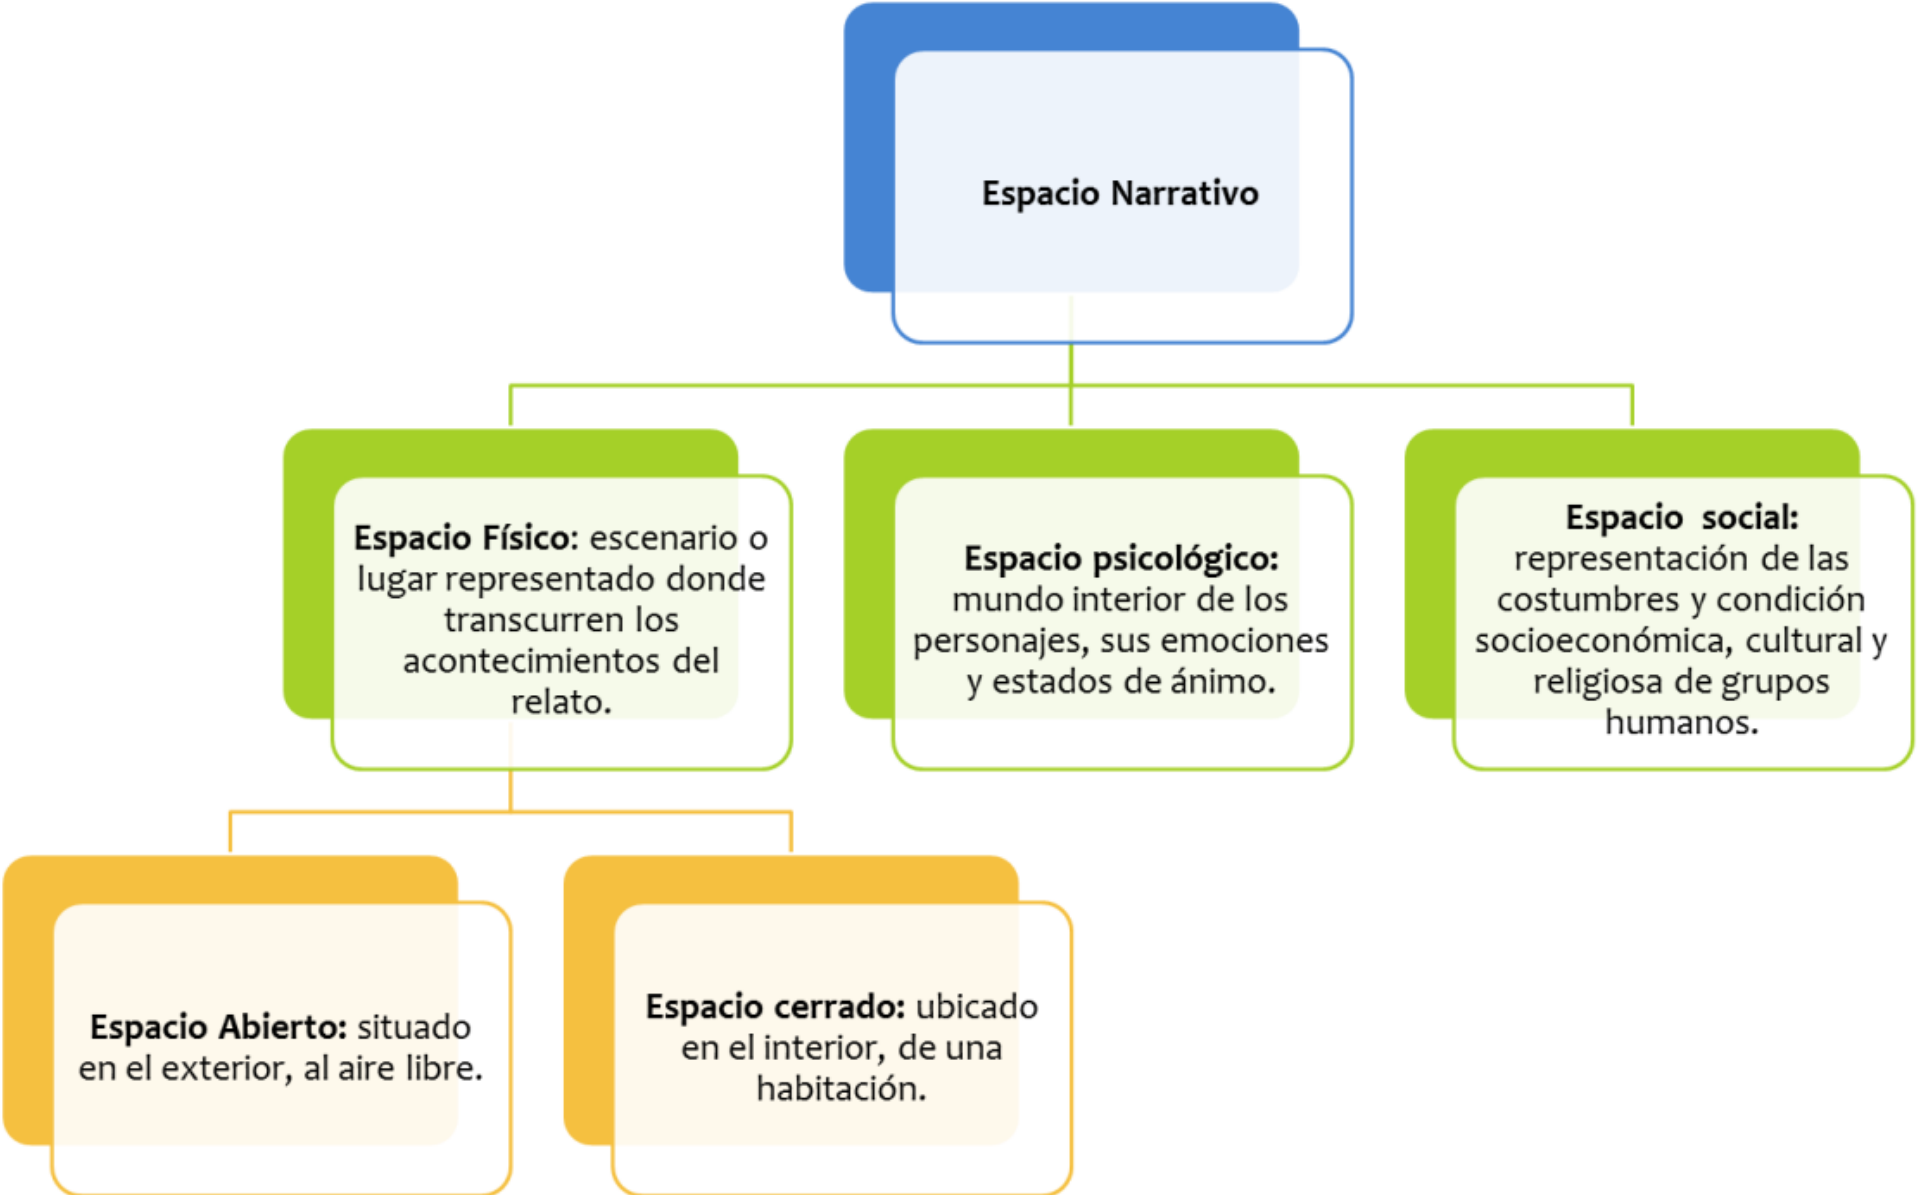 Espacio Narrativo
Espacio Físico: escenario o
lugar representado donde
transcurren los
acontecimientos del
relato.
Espacio psicológico:
mundo interior de los
personajes, sus emociones
y estados de ánimo.
Espacio social:
representación de las
costumbres y condición
socioeconómica, cultural y
religiosa de grupos
humanos.
Espacio Abierto: situado
en el exterior, al aire libre.
Espacio cerrado: ubicado
en el interior, de una
habitación.